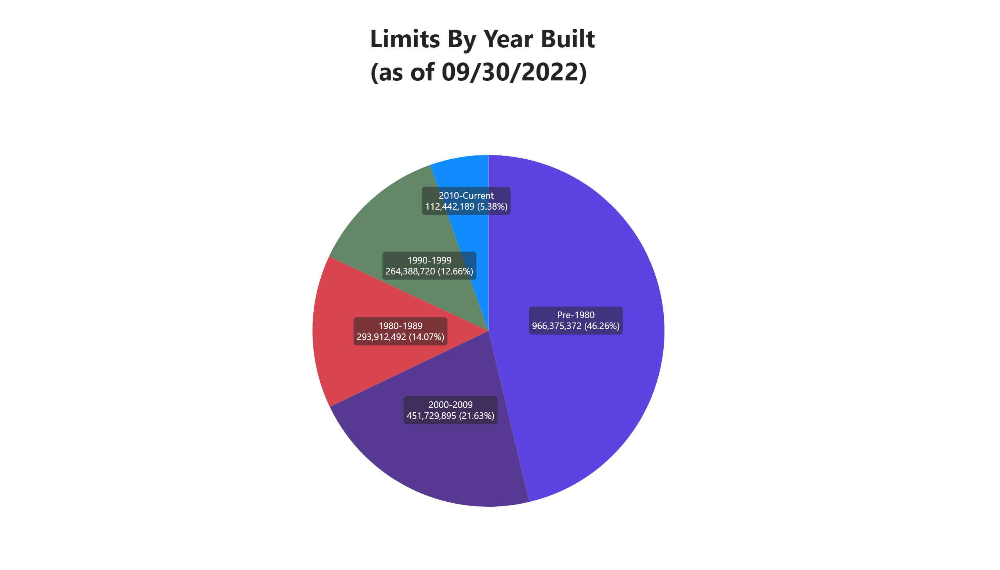 Limits By Year Built
(as of 09/30/2022)
2010-Current
112,442,189 (5.38%)
1990-1999
264,388,720 (12.66%)
Pre-1980
966,375,372 (46.26%)
1980-1989
293,912,492 (14.07%)
2000-2009
451,729,895 (21.63%)